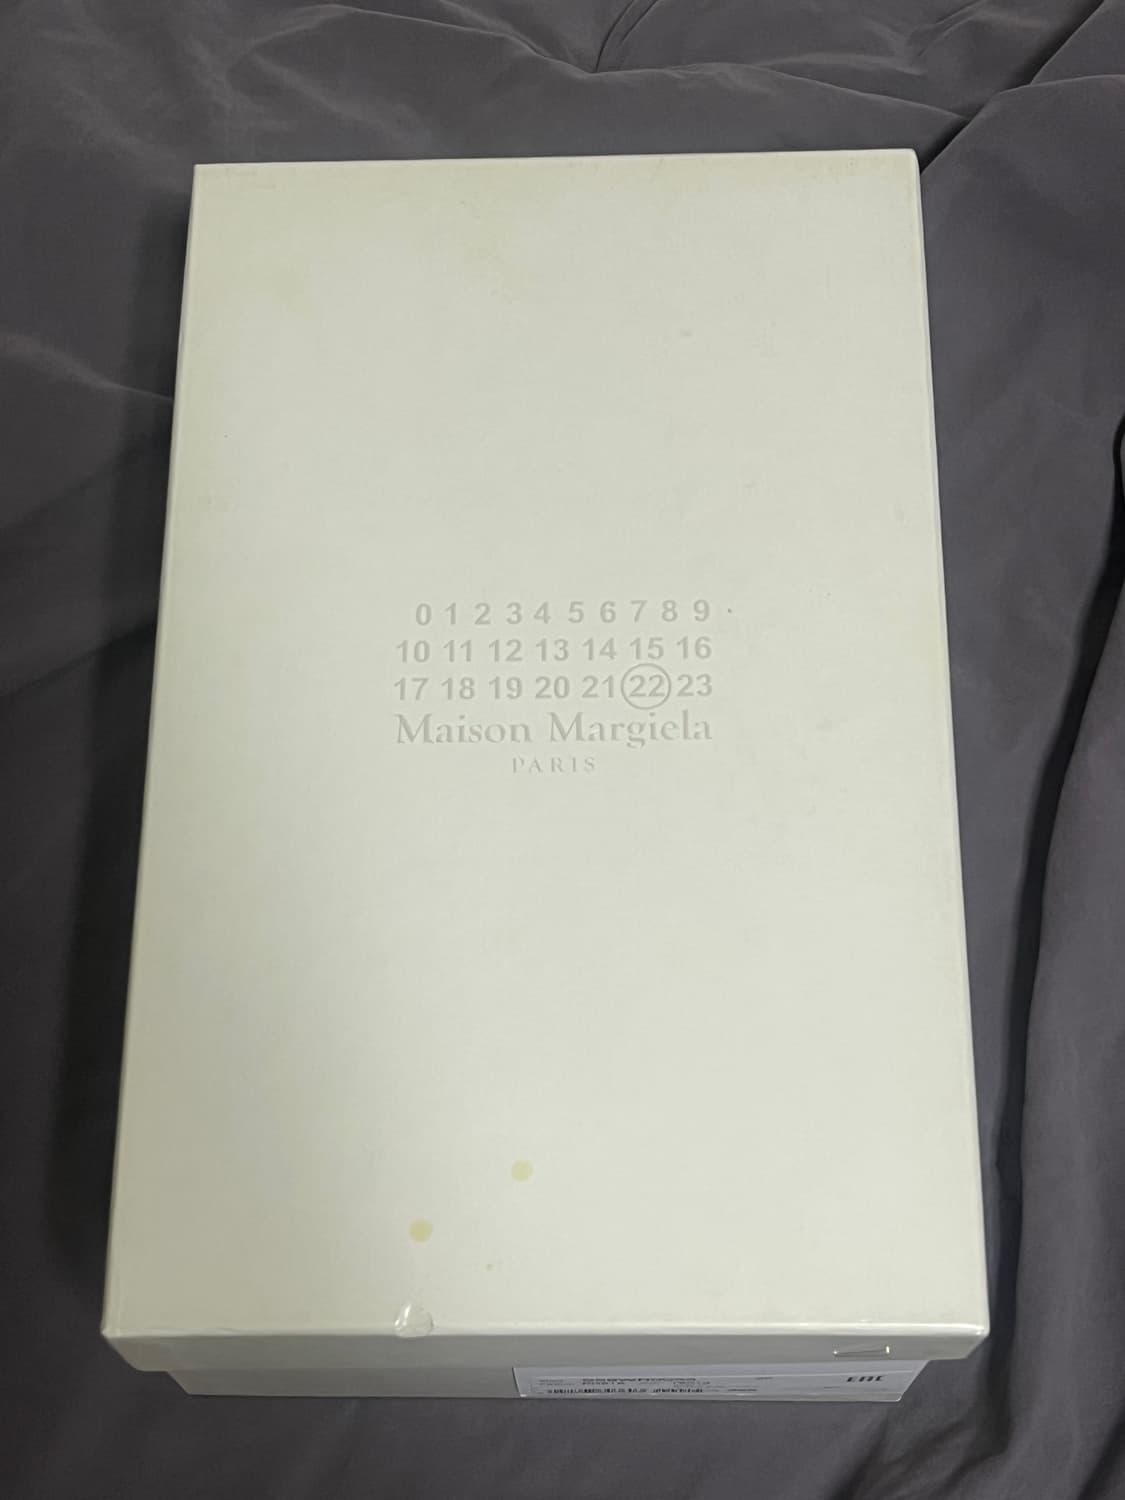 0 1 2 3 4 5 6 7 8 9
10 11 12 13 14 15 16
17 18 19 20 21 22 23
Maison Margiela
PARIS
EAC